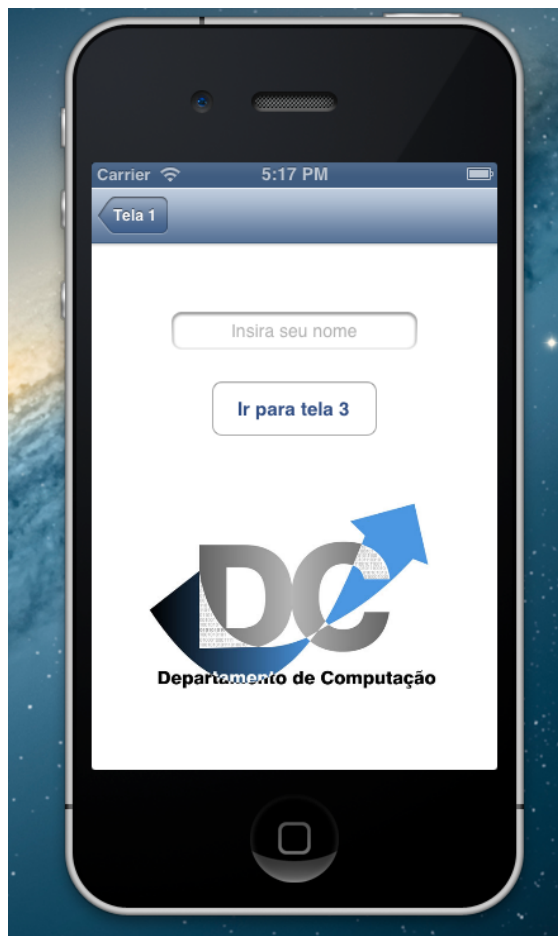 Carrier 5:17 PM
Tela 1
Insira seu nome
Ir para tela 3
DC
Departamento de Computação